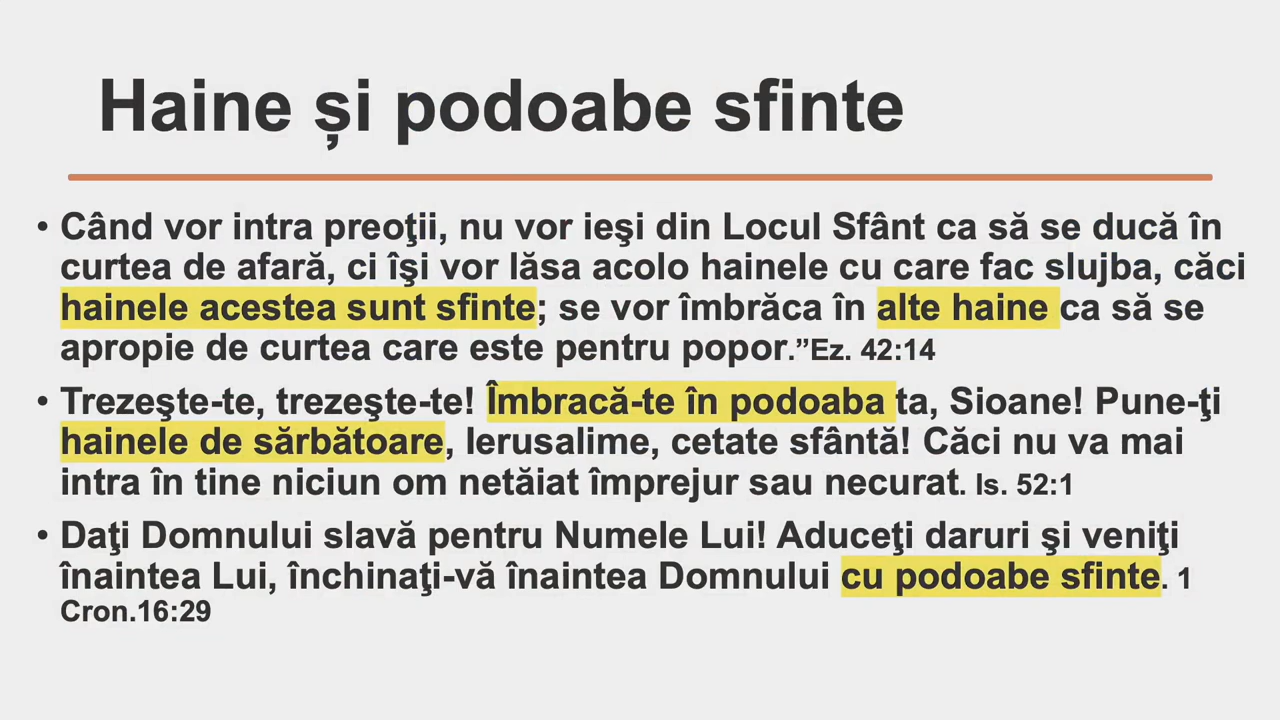 Haine și podoabe sfinte
• Când vor intra preoţii, nu vor ieşi din Locul Sfânt ca să se ducă în
curtea de afară, ci îşi vor lăsa acolo hainele cu care fac slujba, căci
hainele acestea sunt sfinte; se vor îmbrăca în alte haine ca să se
apropie de curtea care este pentru popor.”Ez. 42:14
• Trezeşte-te, trezeşte-te! Îmbracă-te în podoaba ta, Sioane! Pune-ţi
hainele de sărbătoare, Ierusalime, cetate sfântă! Căci nu va mai
intra în tine niciun om netăiat împrejur sau necurat. Is. 52:1
• Daţi Domnului slavă pentru Numele Lui! Aduceţi daruri şi veniţi
înaintea Lui, închinaţi-vă înaintea Domnului cu podoabe sfinte. 1
Cron.16:29